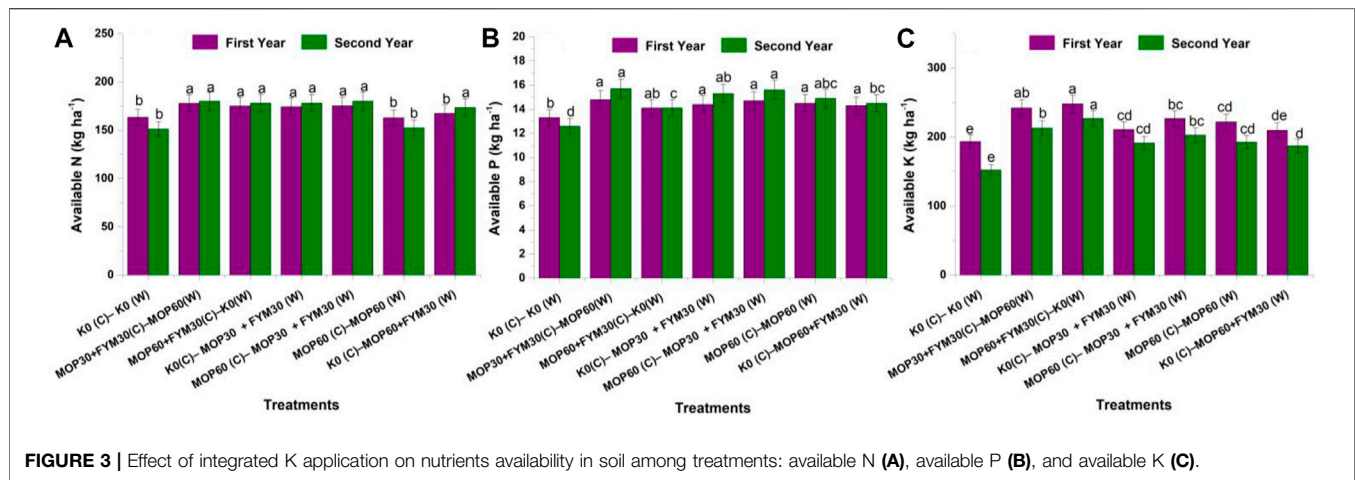 A
First Year Second Year
Available N (kg ha⁻¹)
250
200
150
100
50
0
b b a a a a a a a a b b b a
K0 (C)– K0 (W)
MOP30+FYM30(C)–MOP60(W)
MOP60+FYM30(C)–K0(W)
K0(C)– MOP30 + FYM30 (W)
MOP60 (C)– MOP30 + FYM30 (W)
MOP60 (C)–MOP60 (W)
K0 (C)–MOP60+FYM30 (W)
Treatments
B
First Year Second Year
Available P (kg ha⁻¹)
20
18
16
14
12
10
8
6
4
2
0
b d a a ab c a ab a a a abc a bc
K0 (C)– K0 (W)
MOP30+FYM30(C)–MOP60(W)
MOP60+FYM30(C)–K0(W)
K0(C)– MOP30 + FYM30 (W)
MOP60 (C)– MOP30 + FYM30 (W)
MOP60 (C)–MOP60 (W)
K0 (C)–MOP60+FYM30 (W)
Treatments
C
First Year Second Year
Available K (kg ha⁻¹)
300
200
100
0
e e ab b a a cd cd bc bc cd cd de d
K0 (C)– K0 (W)
MOP30+FYM30(C)–MOP60(W)
MOP60+FYM30(C)–K0(W)
K0(C)– MOP30 + FYM30 (W)
MOP60 (C)– MOP30 + FYM30 (W)
MOP60 (C)–MOP60 (W)
K0 (C)–MOP60+FYM30 (W)
Treatments
FIGURE 3 | Effect of integrated K application on nutrients availability in soil among treatments: available N (A), available P (B), and available K (C).